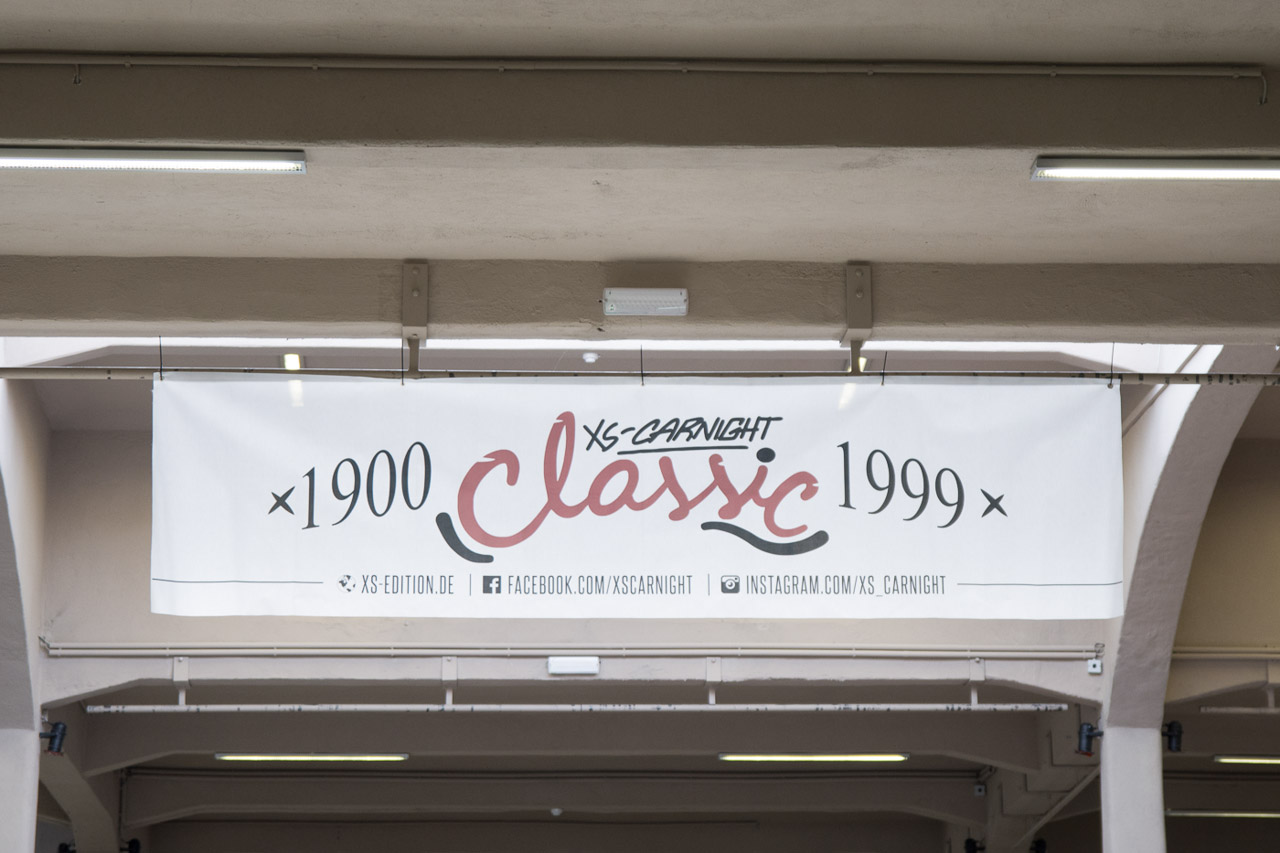 XS-CARNIGHT
×1900 Classic 1999×
XS-EDITION.DE | FACEBOOK.COM/XSCARNIGHT | INSTAGRAM.COM/XS_CARNIGHT